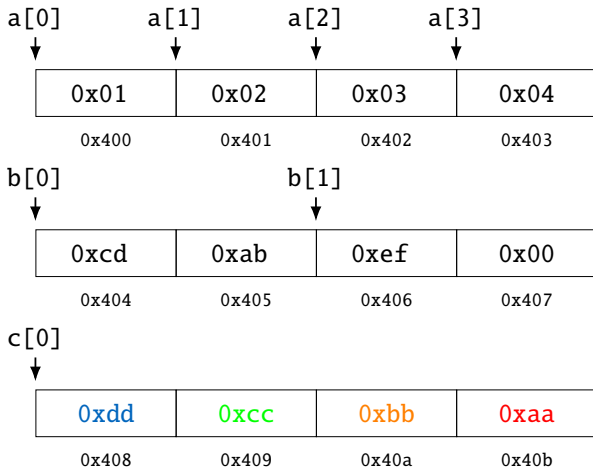 a[0] a[1] a[2] a[3]
0x01 0x02 0x03 0x04
0x400 0x401 0x402 0x403
b[0] b[1]
0xcd 0xab 0xef 0x00
0x404 0x405 0x406 0x407
c[0]
0xdd 0xcc 0xbb 0xaa
0x408 0x409 0x40a 0x40b